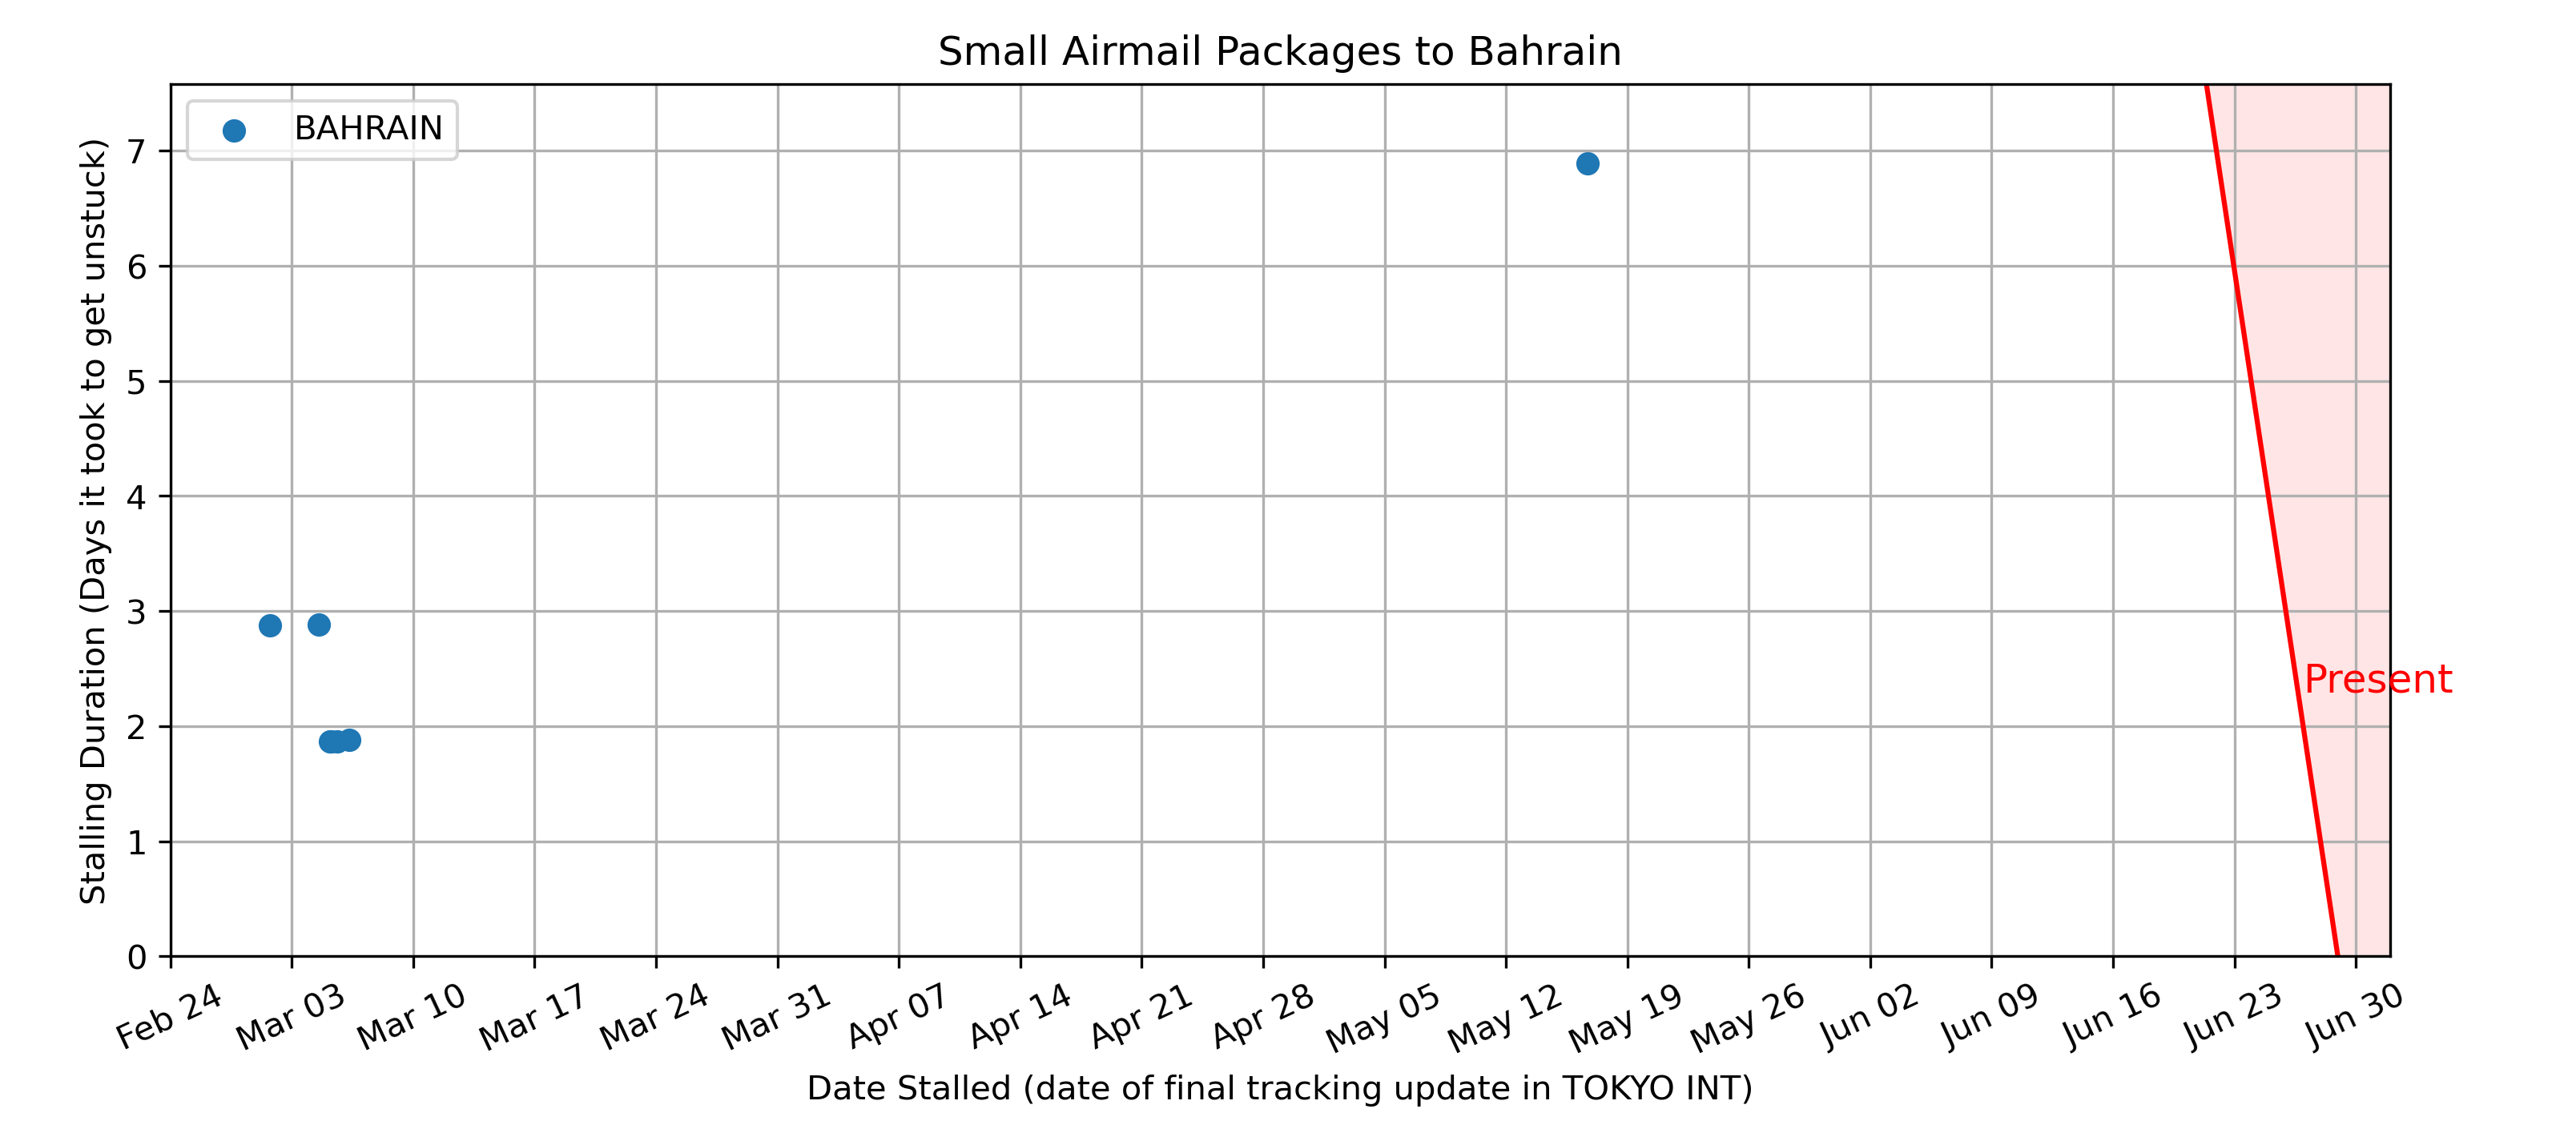 Small Airmail Packages to Bahrain
BAHRAIN
Stalling Duration (Days it took to get unstuck)
7
6
5
4
3
2
1
0
Present
Feb 24
Mar 03
Mar 10
Mar 17
Mar 24
Mar 31
Apr 07
Apr 14
Apr 21
Apr 28
May 05
May 12
May 19
May 26
Jun 02
Jun 09
Jun 16
Jun 23
Jun 30
Date Stalled (date of final tracking update in TOKYO INT)